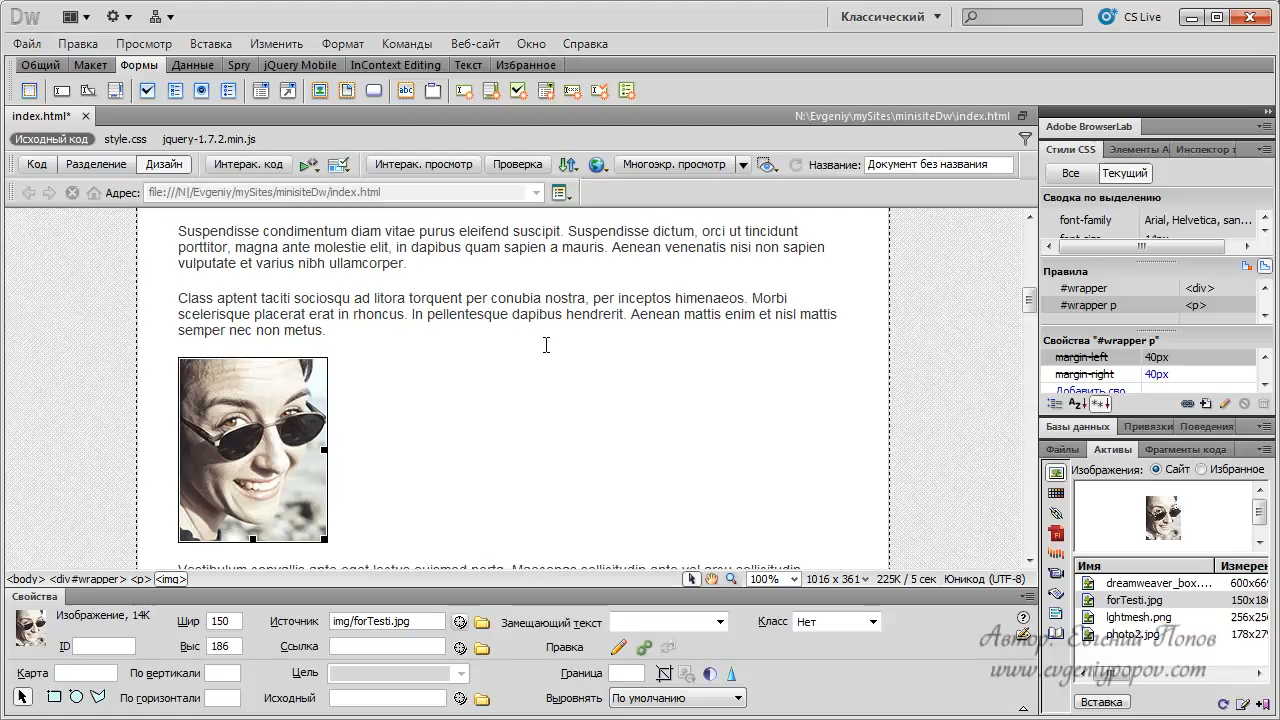 Dw
Классический
CS Live
Файл Правка Просмотр Вставка Изменить Формат Команды Веб-сайт Окно Справка
Общий Макет Формы Данные Spry jQuery Mobile InContext Editing Текст Избранное
index.html*
N:\Evgeniy\mySites\minisiteDw\index.html
Исходный код style.css jquery-1.7.2.min.js
Код Разделение Дизайн Интерак. код Интерак. просмотр Проверка Многоэкр. просмотр Название: Документ без названия
Адрес: file:///N|/Evgeniy/mySites/minisiteDw/index.html
Suspendisse condimentum diam vitae purus eleifend suscipit. Suspendisse dictum, orci ut tincidunt
porttitor, magna ante molestie elit, in dapibus quam sapien a mauris. Aenean venenatis nisi non sapien
vulputate et varius nibh ullamcorper.
Class aptent taciti sociosqu ad litora torquent per conubia nostra, per inceptos himenaeos. Morbi
scelerisque placerat erat in rhoncus. In pellentesque dapibus hendrerit. Aenean mattis enim et nisl mattis
semper nec non metus.
<body> <div#wrapper> <p> <img>
100%
1016 x 361
225K / 5 сек
Юникод (UTF-8)
Свойства
Изображение, 14K
Шир 150
Источник img/forTesti.jpg
Замещающий текст
Класс Нет
ID
Выс 186
Ссылка
Правка
Карта
По вертикали
Цель
Граница
По горизонтали
Исходный
Выровнять По умолчанию
Adobe BrowserLab
Стили CSS Элементы А Инспектор т
Все Текущий
Сводка по выделению
font-family Arial, Helvetica, san...
Правила
#wrapper <div>
#wrapper p <p>
Свойства "#wrapper p"
margin-left 40px
margin-right 40px
Базы данных Привязки Поведения
Файлы Активы Фрагменты кода
Изображения: Сайт Избранное
Имя Измерен
dreamweaver_box.... 600x66
forTesti.jpg 150x18
lghtmesh.png 256x25
photo2.jpg 178x27
Автор: Евгений Попов
www.evgeniypopov.com
Вставка